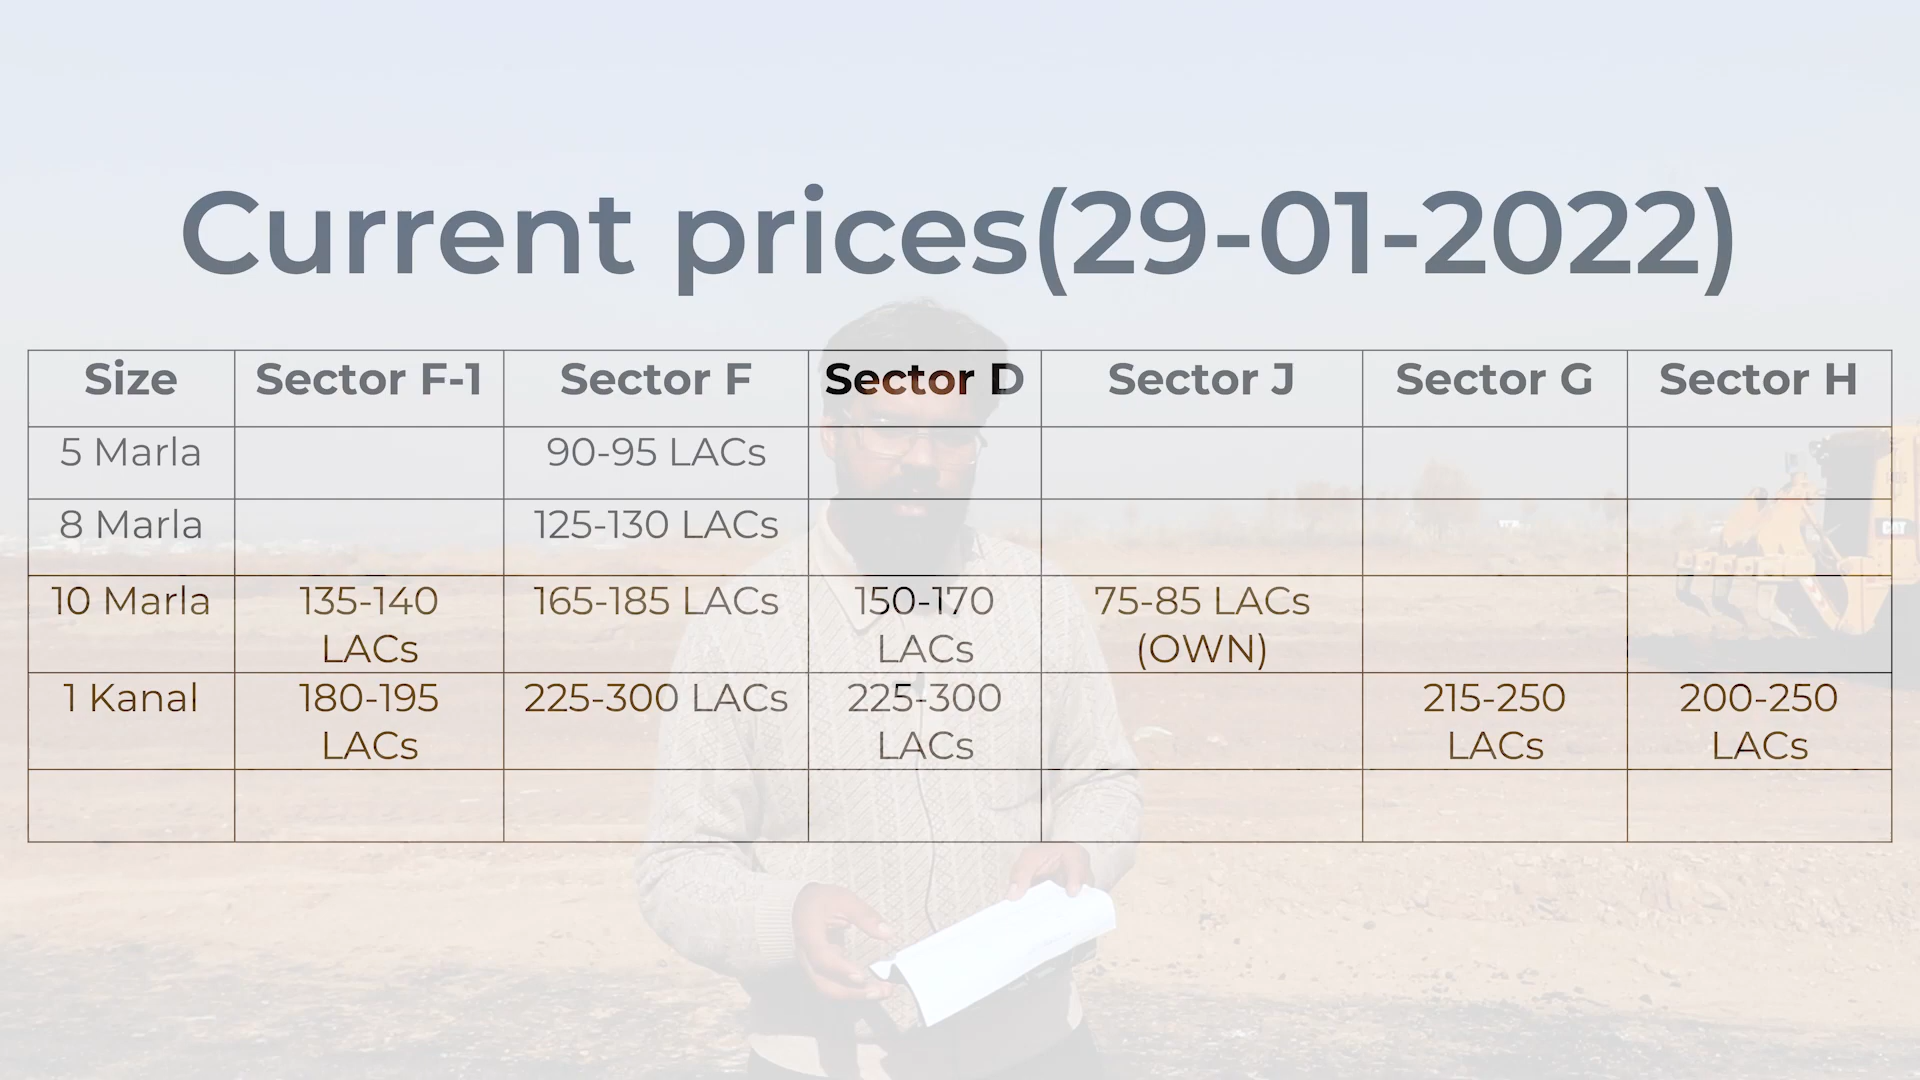 Current prices(29-01-2022)
Size Sector F-1 Sector F Sector D Sector J Sector G Sector H
5 Marla 90-95 LACs
8 Marla 125-130 LACs
10 Marla 135-140 LACs 165-185 LACs 150-170 LACs 75-85 LACs (OWN)
1 Kanal 180-195 LACs 225-300 LACs 225-300 LACs 215-250 LACs 200-250 LACs
CAT